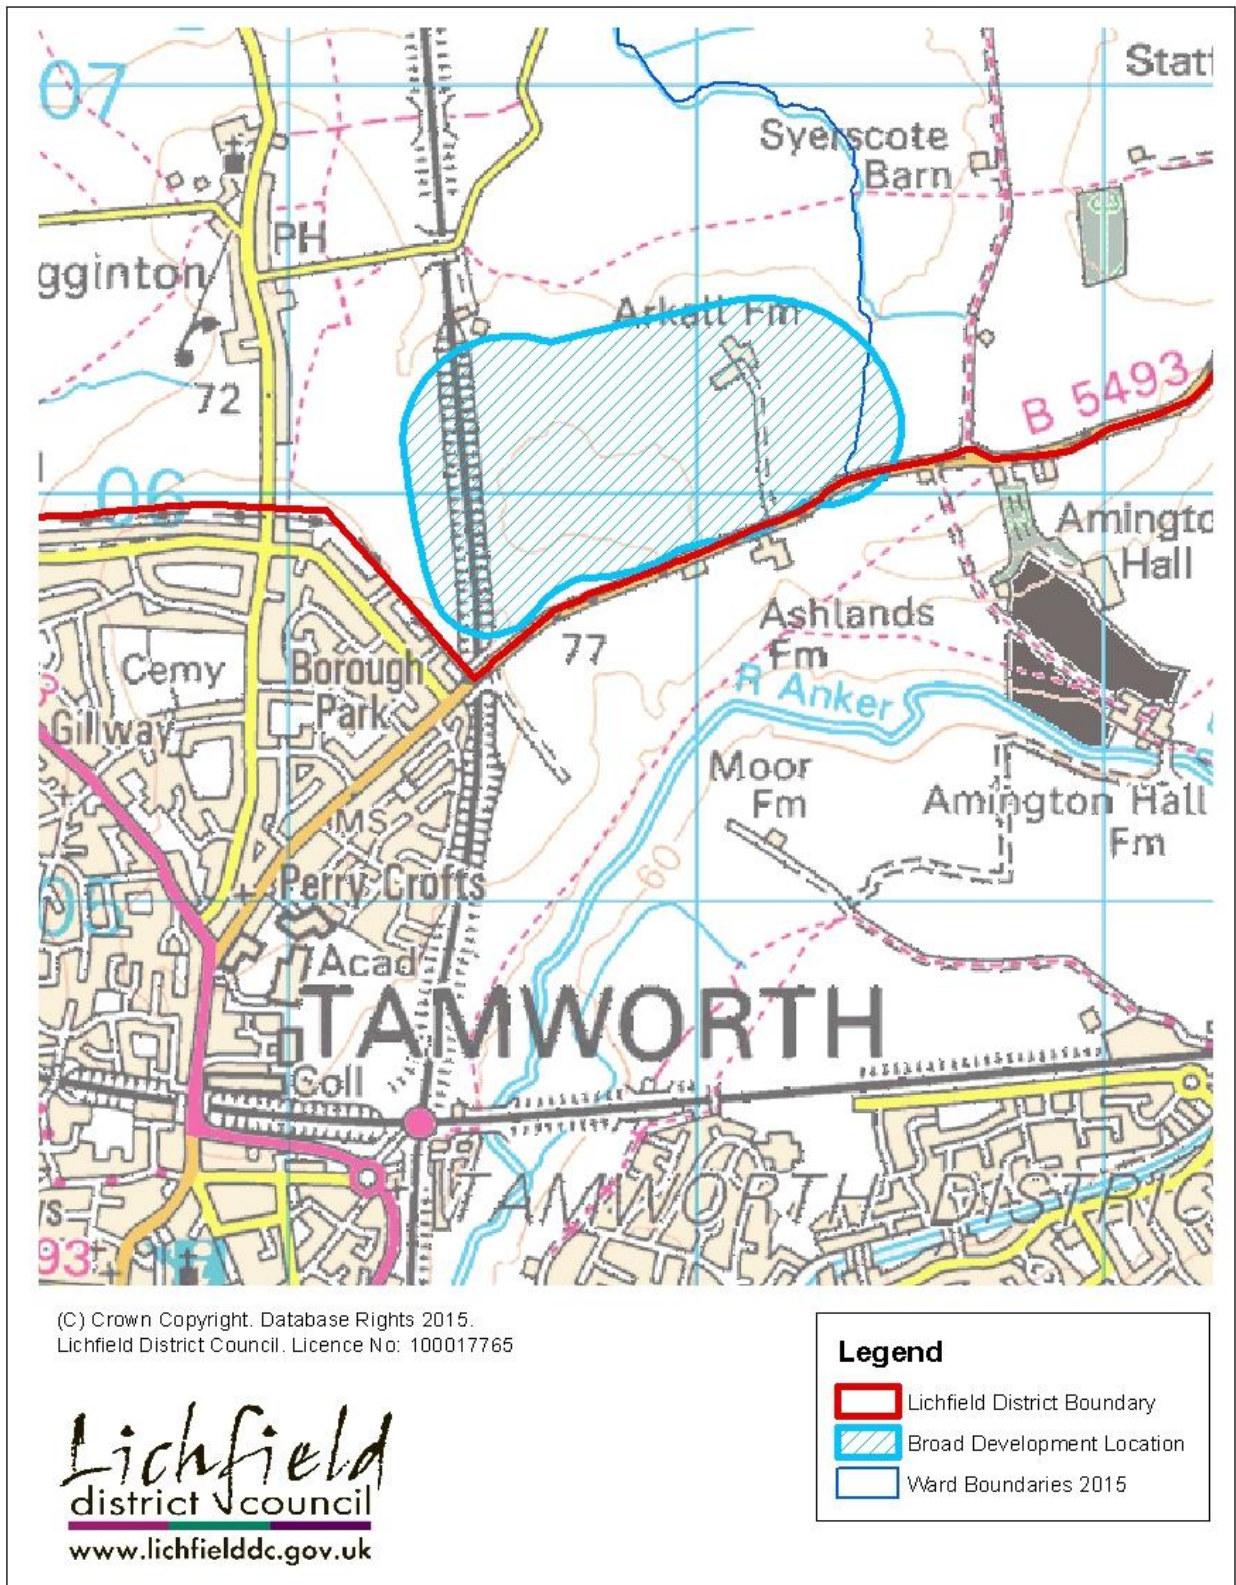 07
Stat
Syerscote
Barn
PH
gginton
Arkall Fm
72
B 5493
06
Amingto
Hall
Ashlands
Fm
77
Cemy
Borough
Park
R Anker
Gillway
Moor
Fm
MS
Amington Hall
Fm
60
Perry Crofts
05
Acad
TAMWORTH
Coll
TAMWORTH DISTRIC
93
(C) Crown Copyright. Database Rights 2015.
Lichfield District Council. Licence No: 100017765
Legend
Lichfield District Boundary
Broad Development Location
Ward Boundaries 2015
Lichfield
district council
www.lichfielddc.gov.uk